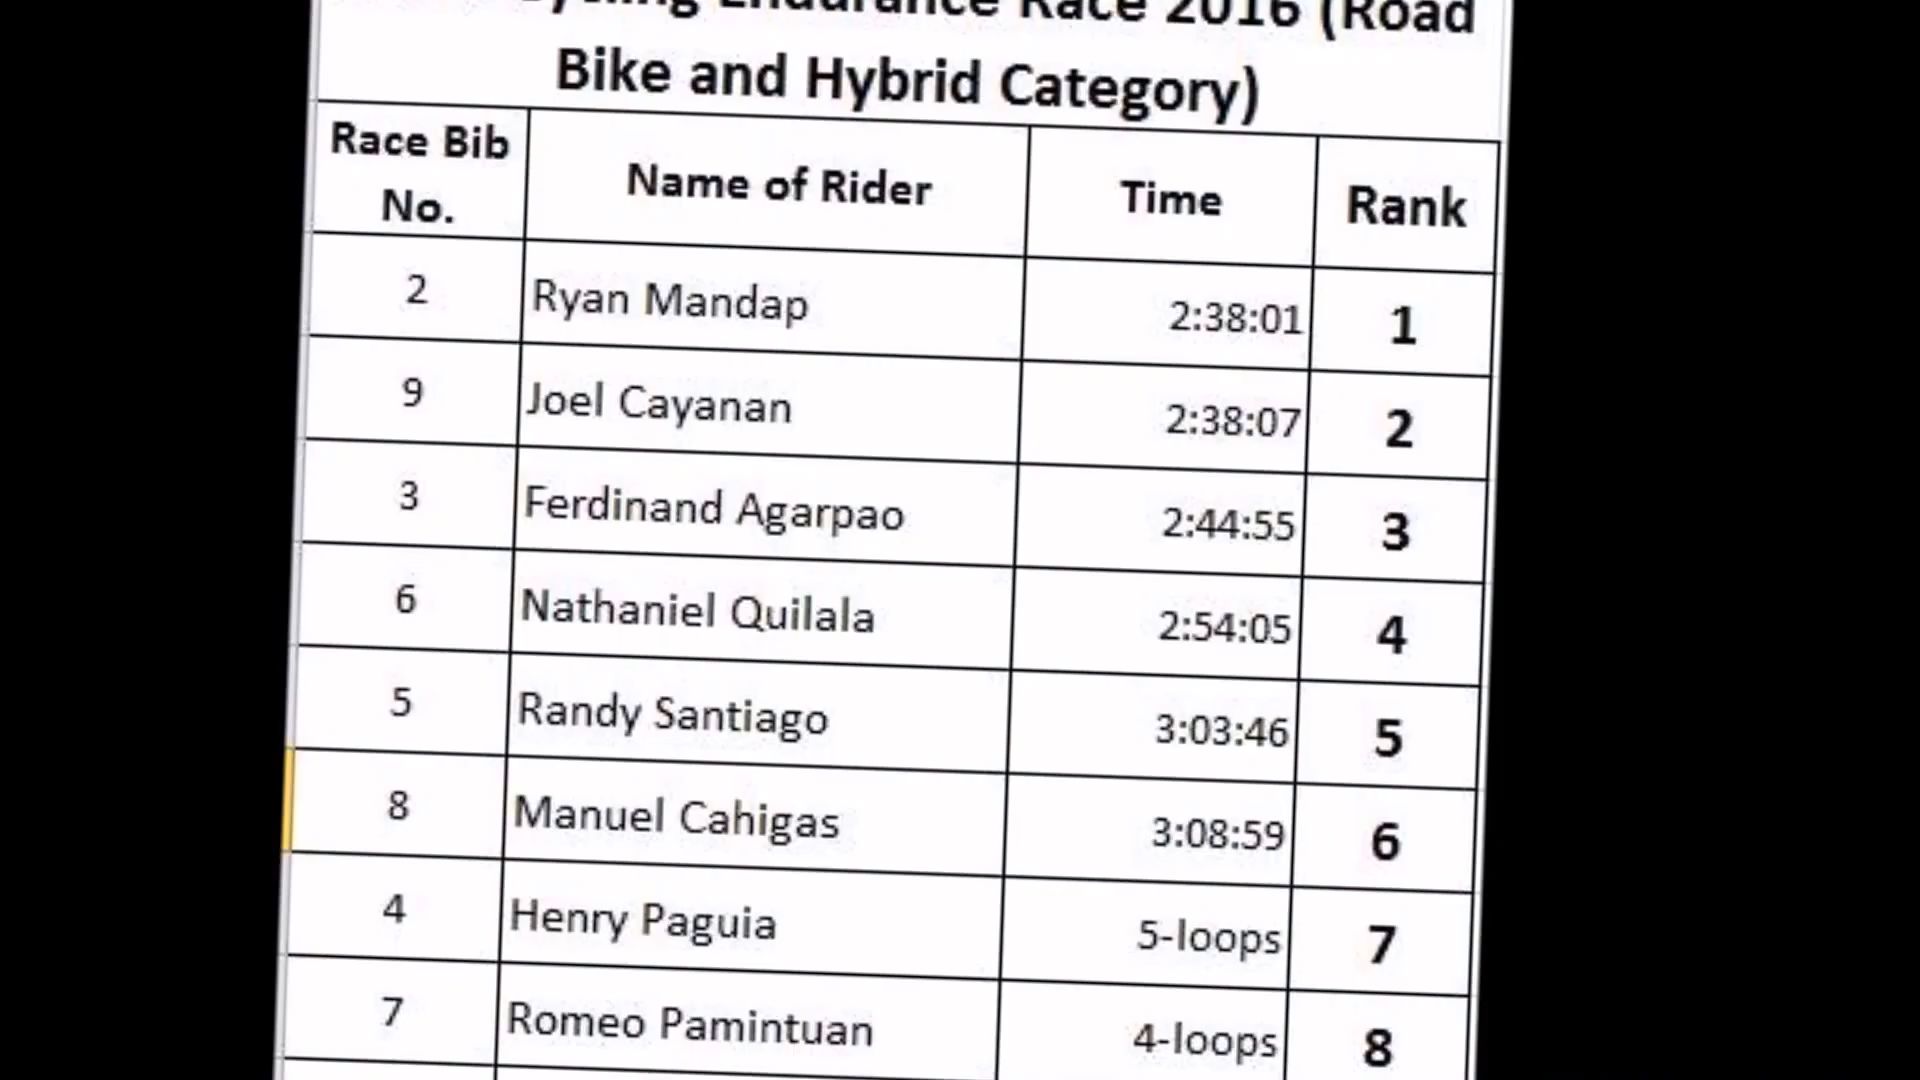 Cycling Endurance Race 2016 (Road
Bike and Hybrid Category)
Race Bib No. Name of Rider Time Rank
2 Ryan Mandap 2:38:01 1
9 Joel Cayanan 2:38:07 2
3 Ferdinand Agarpao 2:44:55 3
6 Nathaniel Quilala 2:54:05 4
5 Randy Santiago 3:03:46 5
8 Manuel Cahigas 3:08:59 6
4 Henry Paguia 5-loops 7
7 Romeo Pamintuan 4-loops 8